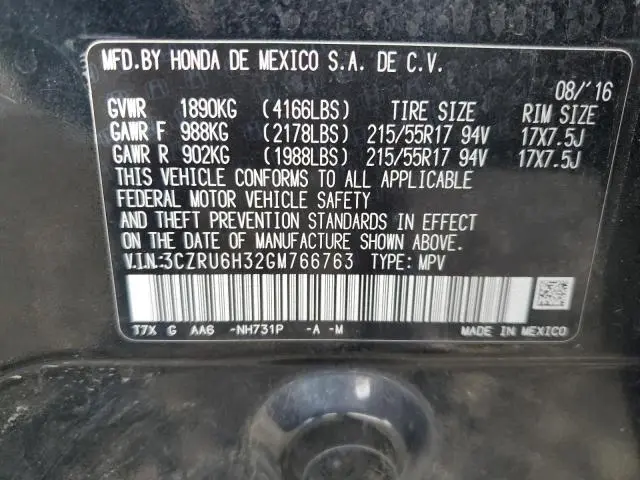 MFD.BY HONDA DE MEXICO S.A. DE C.V.
08/'16
GVWR 1890KG (4166LBS) TIRE SIZE RIM SIZE
GAWR F 988KG (2178LBS) 215/55R17 94V 17X7.5J
GAWR R 902KG (1988LBS) 215/55R17 94V 17X7.5J
THIS VEHICLE CONFORMS TO ALL APPLICABLE
FEDERAL MOTOR VEHICLE SAFETY
AND THEFT PREVENTION STANDARDS IN EFFECT
ON THE DATE OF MANUFACTURE SHOWN ABOVE.
V.I.N:3CZRU6H32GM766763 TYPE: MPV
T7X G AA6 -NH731P -A -M MADE IN MEXICO